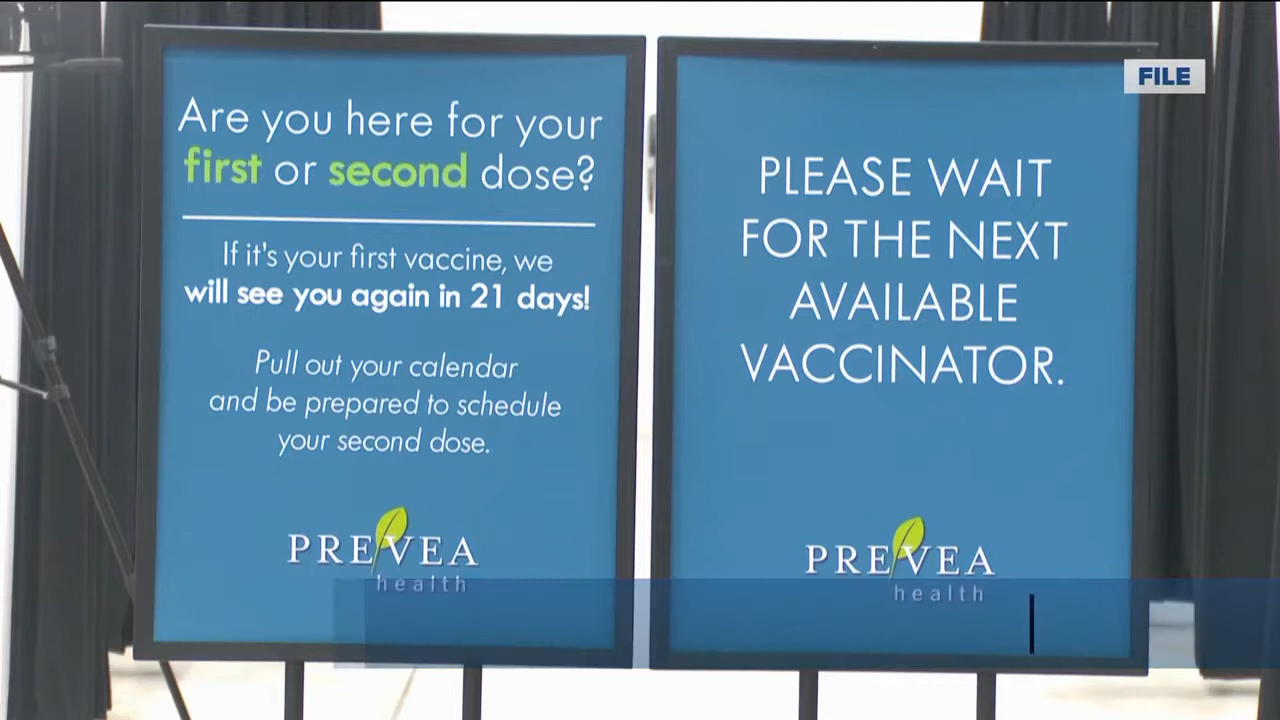 Are you here for your
first or second dose?
If it's your first vaccine, we
will see you again in 21 days!
Pull out your calendar
and be prepared to schedule
your second dose.
PREVEA
health
FILE
PLEASE WAIT
FOR THE NEXT
AVAILABLE
VACCINATOR.
PREVEA
health